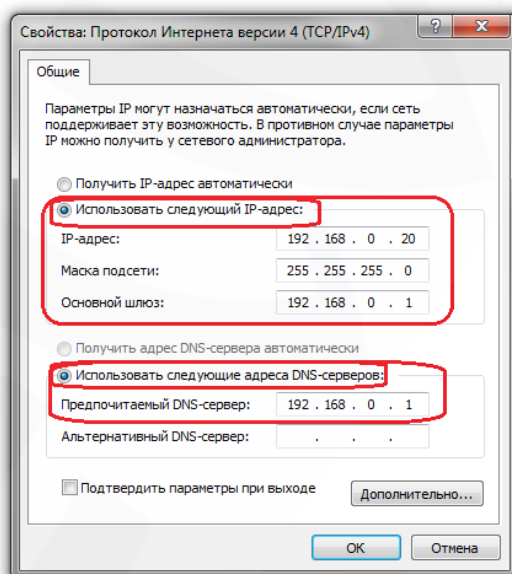 Свойства: Протокол Интернета версии 4 (TCP/IPv4)
Общие
Параметры IP могут назначаться автоматически, если сеть
поддерживает эту возможность. В противном случае параметры
IP можно получить у сетевого администратора.
Получить IP-адрес автоматически
Использовать следующий IP-адрес:
IP-адрес: 192 . 168 . 0 . 20
Маска подсети: 255 . 255 . 255 . 0
Основной шлюз: 192 . 168 . 0 . 1
Получить адрес DNS-сервера автоматически
Использовать следующие адреса DNS-серверов:
Предпочитаемый DNS-сервер: 192 . 168 . 0 . 1
Альтернативный DNS-сервер: . . .
Подтвердить параметры при выходе
Дополнительно...
ОК Отмена